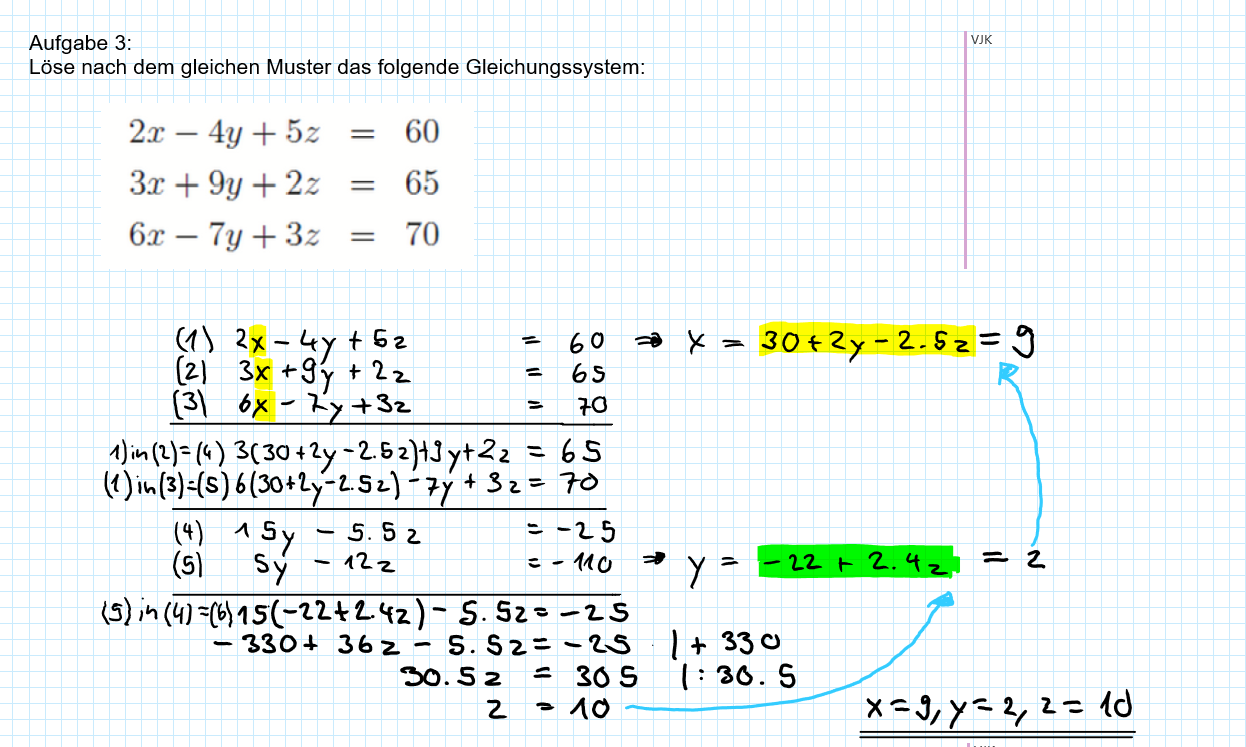 Aufgabe 3:
VJK
Löse nach dem gleichen Muster das folgende Gleichungssystem:
2x − 4y + 5z = 60
3x + 9y + 2z = 65
6x − 7y + 3z = 70
(1) 2x − 4y + 5z = 60 ⇒ x = 30 + 2y − 2.5z = 9
(2) 3x + 9y + 2z = 65
(3) 6x − 7y + 3z = 70
1) in (2) = (4) 3(30 + 2y − 2.5z) + 9y + 2z = 65
(1) in (3) = (5) 6(30 + 2y − 2.5z) − 7y + 3z = 70
(4) 15y − 5.5z = −25
(5) 5y − 12z = −110 ⇒ y = −22 + 2.4z = 2
(5) in (4) = (6) 15(−22 + 2.4z) − 5.5z = −25
−330 + 36z − 5.5z = −25 | + 330
30.5z = 305 | : 30.5
z = 10
x = 9, y = 2, z = 10